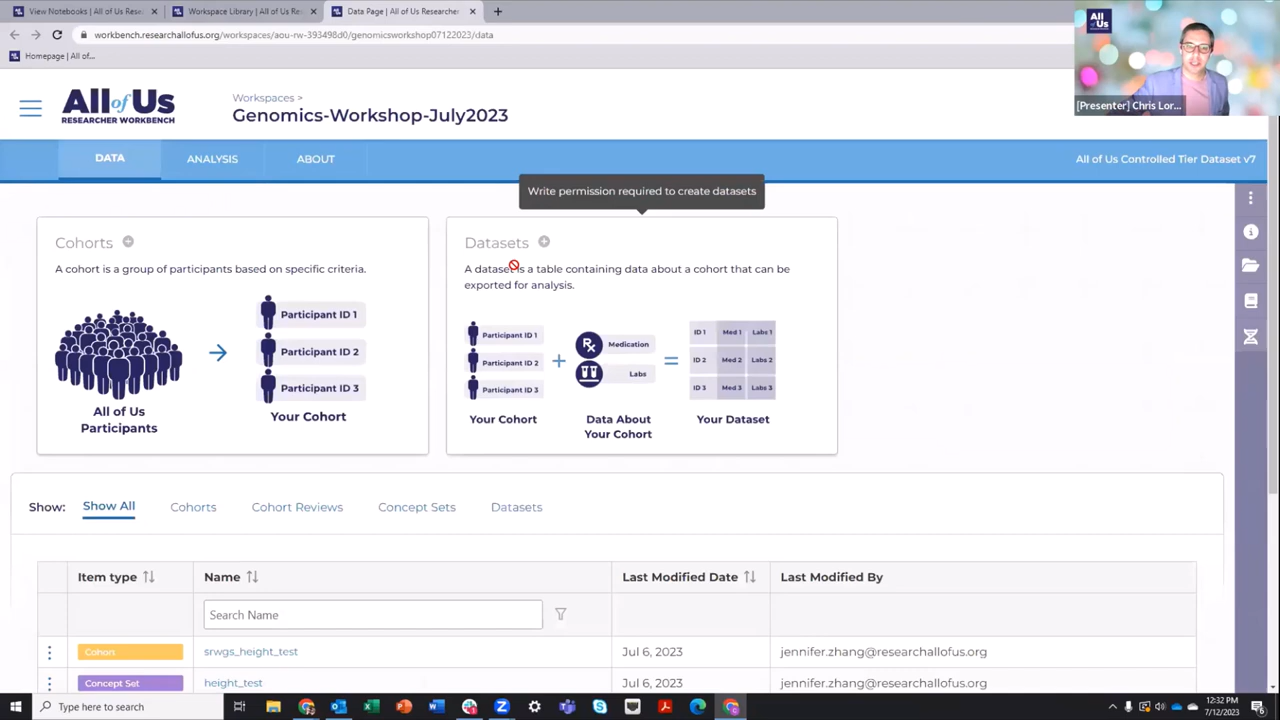 View Notebooks | All of Us Rese
Workspace Library | All of Us Re
Data Page | All of Us Researcher
workbench.researchallofus.org/workspaces/aou-rw-393498d0/genomicsworkshop07122023/data
Homepage | All of...
All of Us
[Presenter] Chris Lor...
All of Us
RESEARCHER WORKBENCH
Workspaces >
Genomics-Workshop-July2023
DATA
ANALYSIS
ABOUT
All of Us Controlled Tier Dataset v7
Write permission required to create datasets
Cohorts
A cohort is a group of participants based on specific criteria.
Participant ID 1
Participant ID 2
Participant ID 3
All of Us
Participants
Your Cohort
Datasets
A dataset is a table containing data about a cohort that can be
exported for analysis.
Participant ID 1
Participant ID 2
Participant ID 3
Rx
Medication
Labs
ID 1 Med 1 Labs 1
ID 2 Med 2 Labs 2
ID 3 Med 3 Labs 3
Your Cohort
Data About
Your Cohort
Your Dataset
Show:
Show All
Cohorts
Cohort Reviews
Concept Sets
Datasets
Item type
Name
Last Modified Date
Last Modified By
Search Name
Cohort
srwgs_height_test
Jul 6, 2023
jennifer.zhang@researchallofus.org
Concept Set
height_test
Jul 6, 2023
jennifer.zhang@researchallofus.org
Type here to search
12:32 PM
7/12/2023